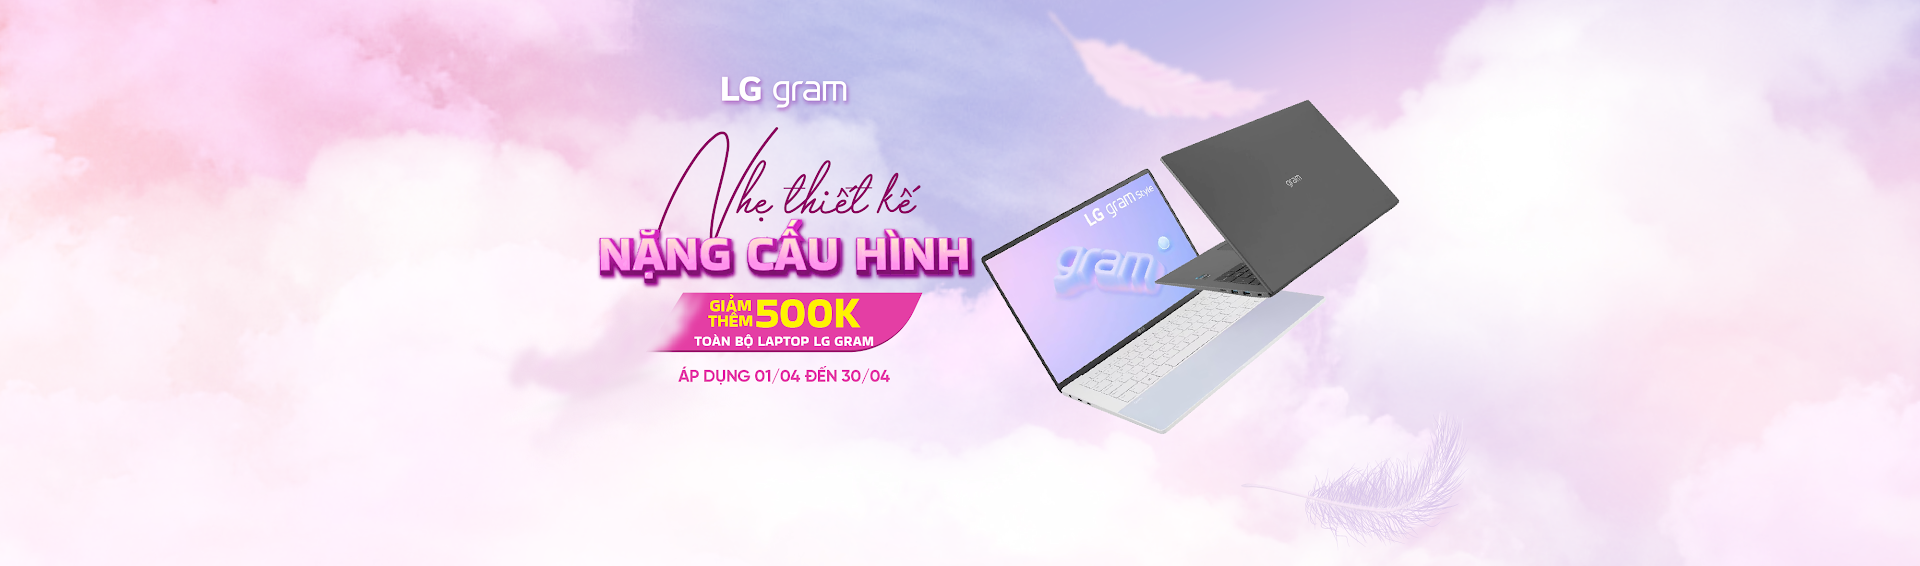 LG gram
Nhẹ thiết kế
NẶNG CẤU HÌNH
GIẢM THÊM 500K
TOÀN BỘ LAPTOP LG GRAM
ÁP DỤNG 01/04 ĐẾN 30/04
LG gram Style
gram
gram